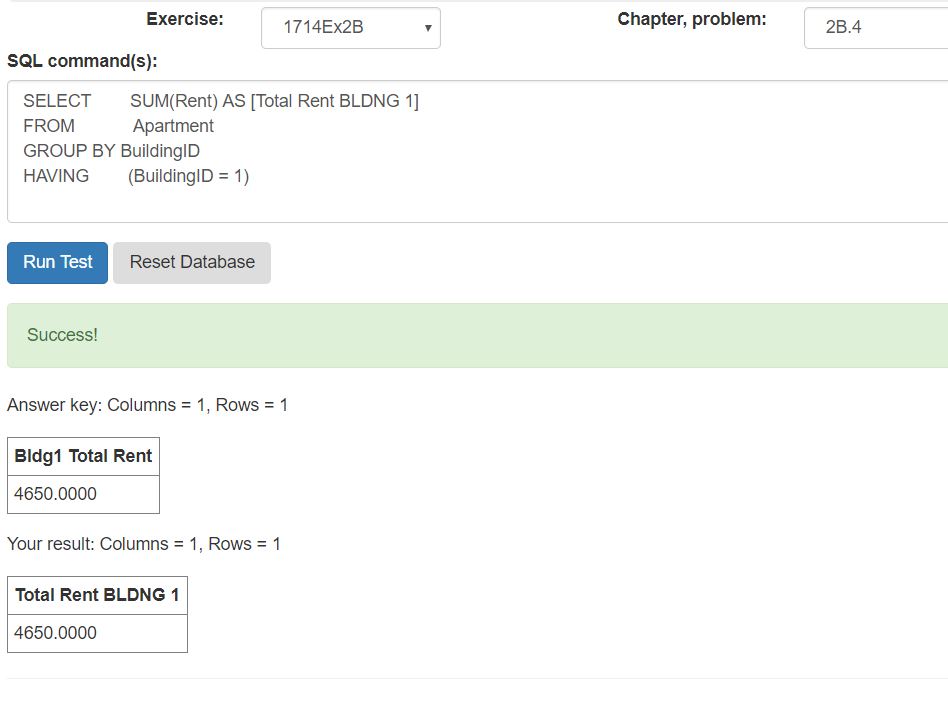 Exercise: 1714Ex2B Chapter, problem: 2B.4
SQL command(s):
SELECT SUM(Rent) AS [Total Rent BLDNG 1]
FROM Apartment
GROUP BY BuildingID
HAVING (BuildingID = 1)
Run Test Reset Database
Success!
Answer key: Columns = 1, Rows = 1
Bldg1 Total Rent
4650.0000
Your result: Columns = 1, Rows = 1
Total Rent BLDNG 1
4650.0000